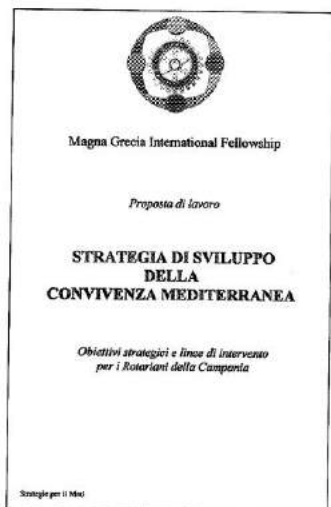 Magna Grecia International Fellowship
Proposta di lavoro
STRATEGIA DI SVILUPPO
DELLA
CONVIVENZA MEDITERRANEA
Obiettivi strategici e linee di intervento
per i Rotariani della Campania
Strategie per il